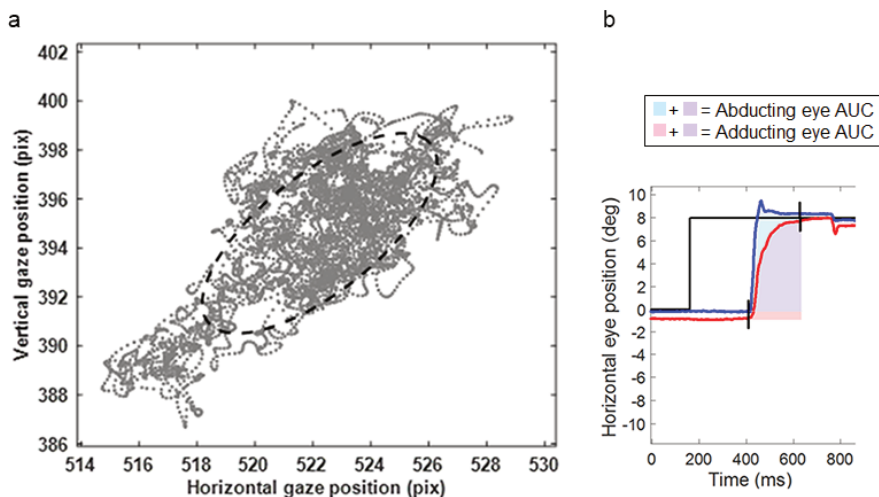 a
402
400
398
396
394
392
390
388
386
Vertical gaze position (pix)
514 516 518 520 522 524 526 528 530
Horizontal gaze position (pix)
b
+ = Abducting eye AUC
+ = Adducting eye AUC
10
8
6
4
2
0
-2
-4
-6
-8
-10
Horizontal eye position (deg)
0 200 400 600 800
Time (ms)